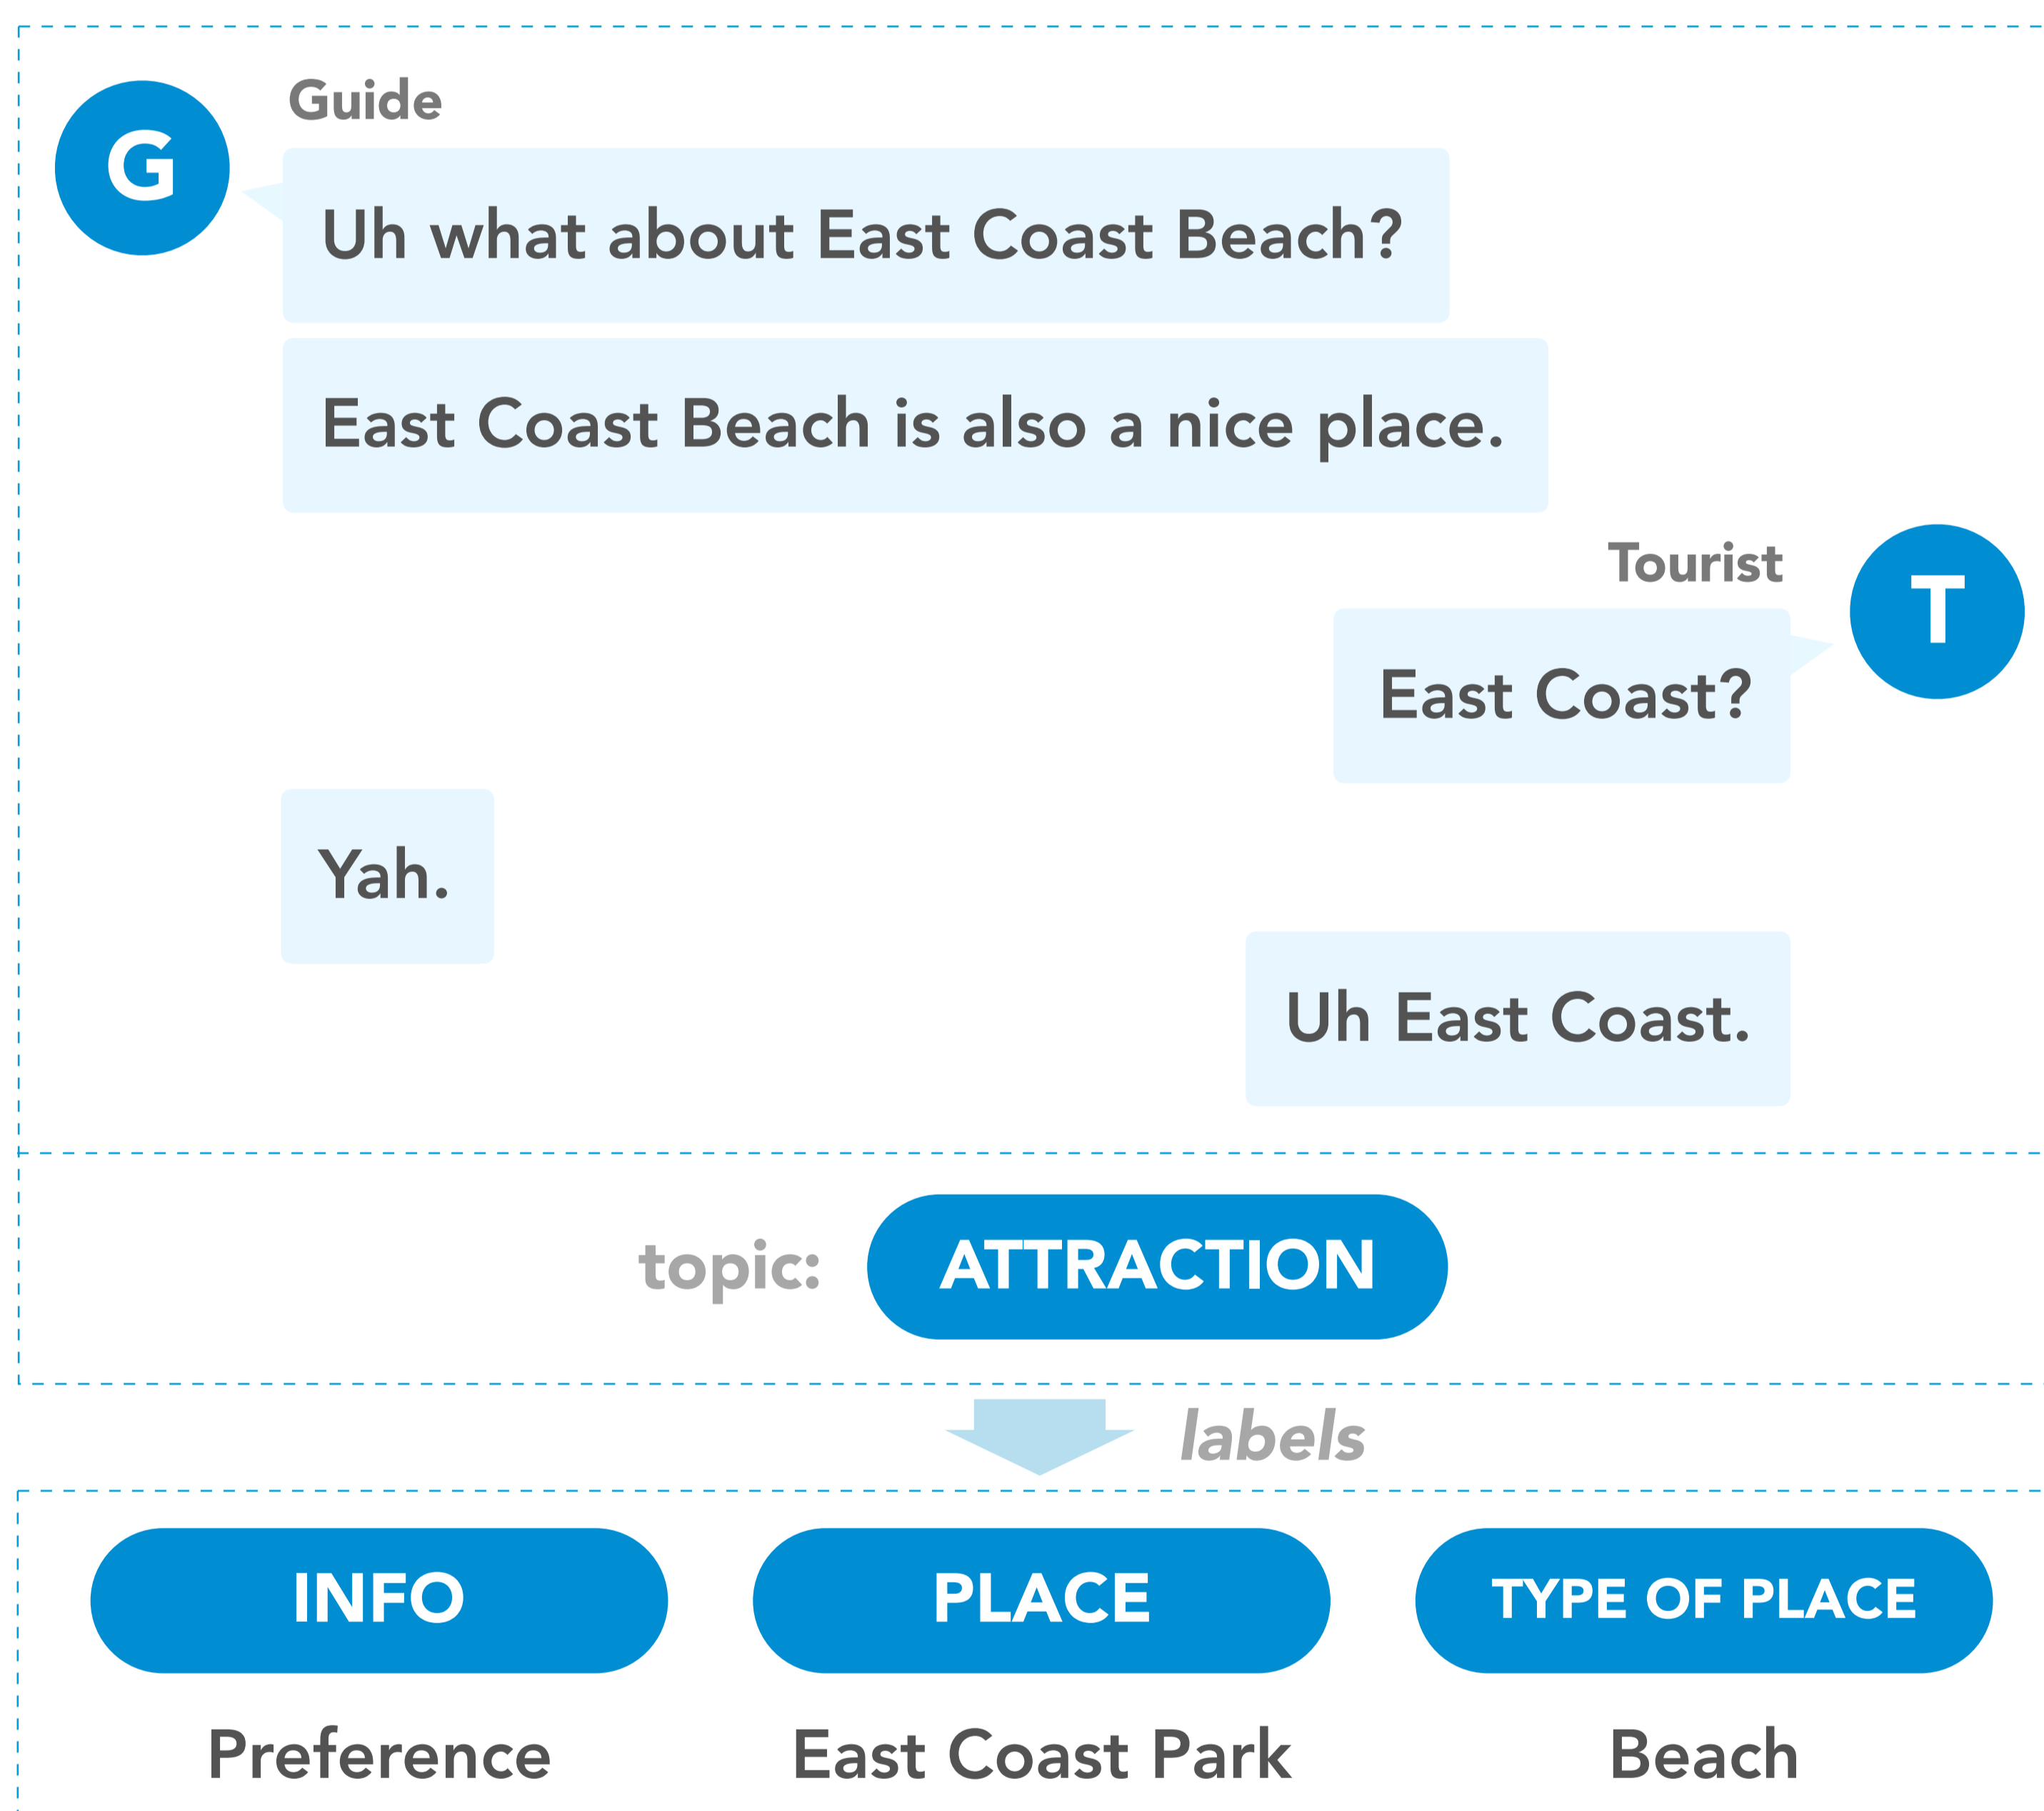 Guide
G
Uh what about East Coast Beach?
East Coast Beach is also a nice place.
Tourist
T
East Coast?
Yah.
Uh East Coast.
topic: ATTRACTION
labels
INFO PLACE TYPE OF PLACE
Preference East Coast Park Beach